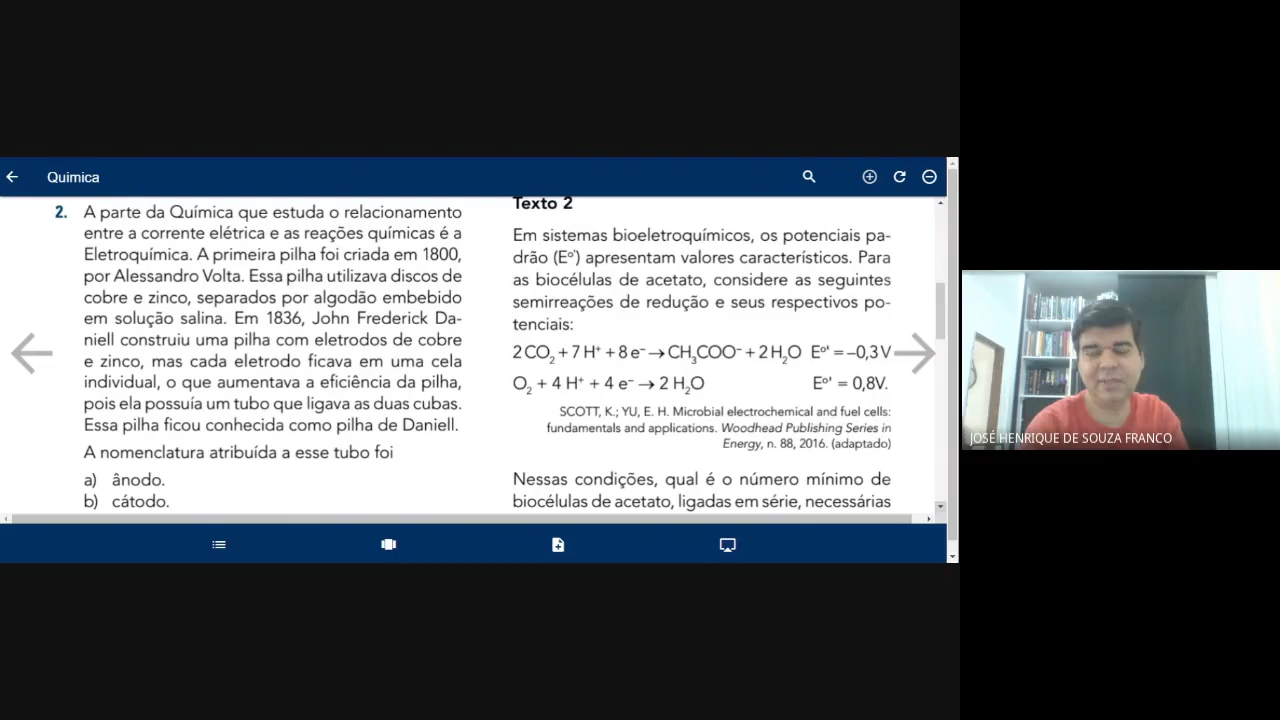 Quimica
2. A parte da Química que estuda o relacionamento
entre a corrente elétrica e as reações químicas é a
Eletroquímica. A primeira pilha foi criada em 1800,
por Alessandro Volta. Essa pilha utilizava discos de
cobre e zinco, separados por algodão embebido
em solução salina. Em 1836, John Frederick Da-
niell construiu uma pilha com eletrodos de cobre
e zinco, mas cada eletrodo ficava em uma cela
individual, o que aumentava a eficiência da pilha,
pois ela possuía um tubo que ligava as duas cubas.
Essa pilha ficou conhecida como pilha de Daniell.
A nomenclatura atribuída a esse tubo foi
a) ânodo.
b) cátodo.
Texto 2
Em sistemas bioeletroquímicos, os potenciais pa-
drão (Eº') apresentam valores característicos. Para
as biocélulas de acetato, considere as seguintes
semirreações de redução e seus respectivos po-
tenciais:
2 CO₂ + 7 H⁺ + 8 e⁻ → CH₃COO⁻ + 2 H₂O Eº' = –0,3 V
O₂ + 4 H⁺ + 4 e⁻ → 2 H₂O Eº' = 0,8V.
SCOTT, K.; YU, E. H. Microbial electrochemical and fuel cells:
fundamentals and applications. Woodhead Publishing Series in
Energy, n. 88, 2016. (adaptado)
Nessas condições, qual é o número mínimo de
biocélulas de acetato, ligadas em série, necessárias
JOSÉ HENRIQUE DE SOUZA FRANCO